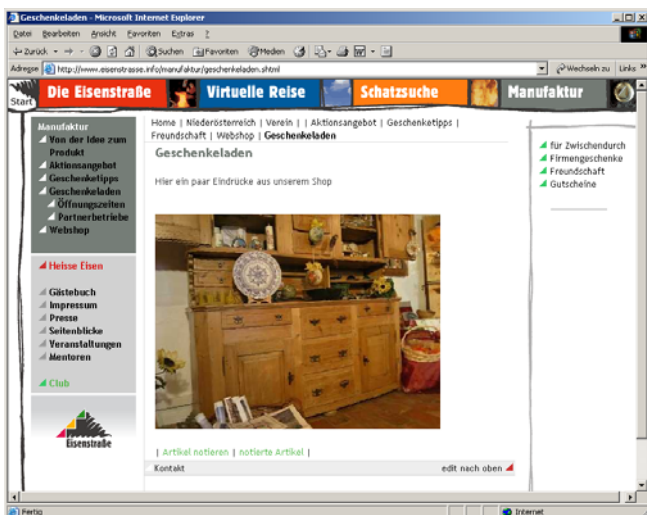 Geschenkeladen - Microsoft Internet Explorer
Datei Bearbeiten Ansicht Favoriten Extras ?
Zurück Suchen Favoriten Medien
Adresse http://www.eisenstrasse.info/manufaktur/geschenkeladen.shtml Wechseln zu Links »
Start Die Eisenstraße Virtuelle Reise Schatzsuche Manufaktur
Manufaktur
Von der Idee zum
Produkt
Aktionsangebot
Geschenketipps
Geschenkeladen
Öffnungszeiten
Partnerbetriebe
Webshop
Heisse Eisen
Gästebuch
Impressum
Presse
Seitenblicke
Veranstaltungen
Mentoren
Club
Eisenstraße
Home | Niederösterreich | Verein | | Aktionsangebot | Geschenketipps |
Freundschaft | Webshop | Geschenkeladen
Geschenkeladen
Hier ein paar Eindrücke aus unserem Shop
| Artikel notieren | notierte Artikel |
Kontakt edit nach oben
für Zwischendurch
Firmengeschenke
Freundschaft
Gutscheine
Fertig Internet